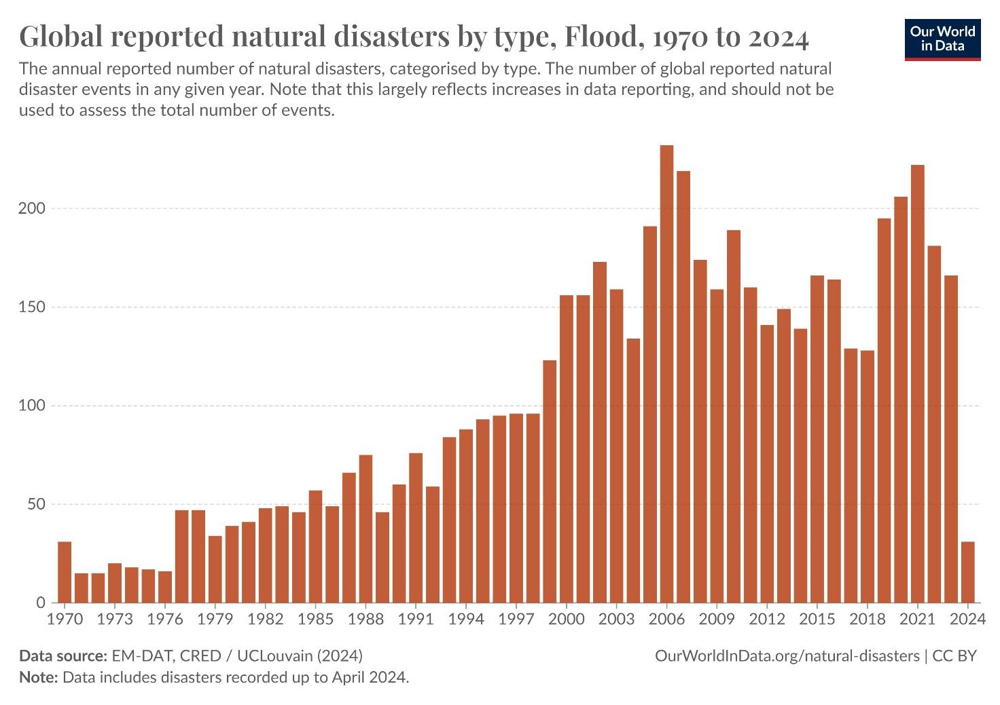 Global reported natural disasters by type, Flood, 1970 to 2024
Our World
in Data
The annual reported number of natural disasters, categorised by type. The number of global reported natural
disaster events in any given year. Note that this largely reflects increases in data reporting, and should not be
used to assess the total number of events.
200
150
100
50
0
1970 1973 1976 1979 1982 1985 1988 1991 1994 1997 2000 2003 2006 2009 2012 2015 2018 2021 2024
Data source: EM-DAT, CRED / UCLouvain (2024)
OurWorldInData.org/natural-disasters | CC BY
Note: Data includes disasters recorded up to April 2024.